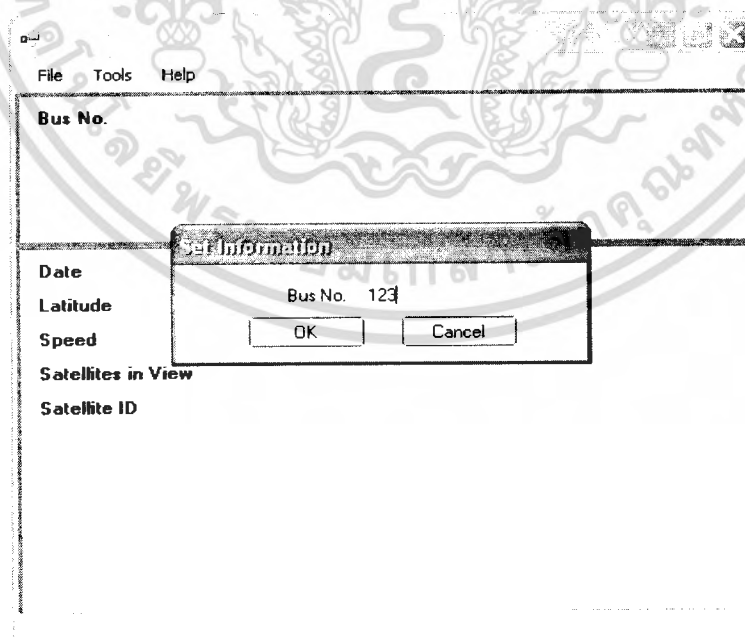 File Tools Help
Bus No.
Set Information
Bus No. 123
OK Cancel
Date
Latitude
Speed
Satellites in View
Satellite ID